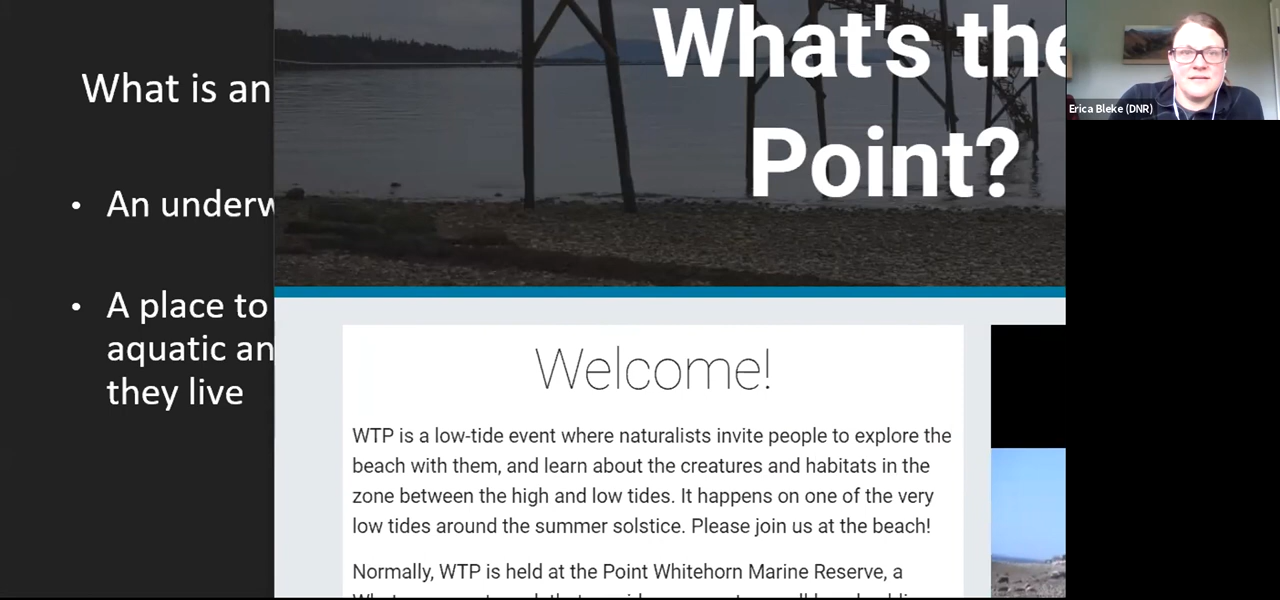 What is an
• An underw
• A place to
aquatic an
they live
What's the
Point?
Erica Bleke (DNR)
Welcome!
WTP is a low-tide event where naturalists invite people to explore the
beach with them, and learn about the creatures and habitats in the
zone between the high and low tides. It happens on one of the very
low tides around the summer solstice. Please join us at the beach!
Normally, WTP is held at the Point Whitehorn Marine Reserve, a